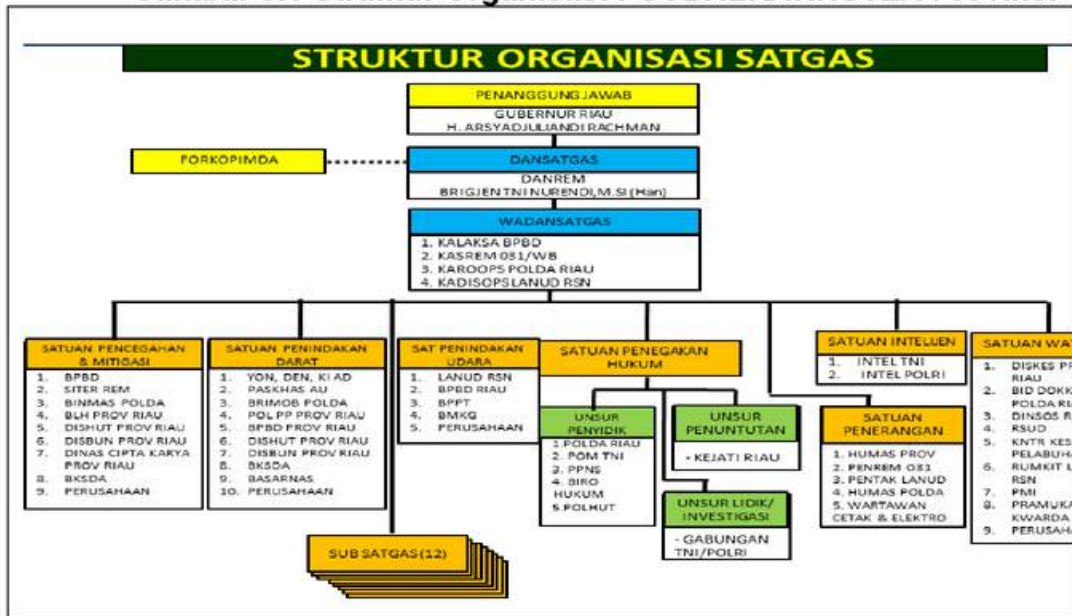 STRUKTUR ORGANISASI SATGAS
PENANGGUNG JAWAB
GUBERNUR RIAU
H. ARSYADJULIANDI RACHMAN
FORKOPIMDA
DANSATGAS
DANREM
BRIGJEN TNI NURENDI,M.SI (Han)
WADANSATGAS
1. KALAKSA BPBD
2. KASREM 031/WB
3. KAROOPS POLDA RIAU
4. KADISOPS LANUD RSN
SATUAN PENCEGAHAN
& MITIGASI
1. BPBD
2. SITER REM
3. BINMAS POLDA
4. BLH PROV RIAU
5. DISHUT PROV RIAU
6. DISBUN PROV RIAU
7. DINAS CIPTA KARYA
PROV RIAU
8. BKSDA
9. PERUSAHAAN
SATUAN PENINDAKAN
DARAT
1. YON, DEN, KI AD
2. PASKHAS AU
3. BRIMOB POLDA
4. POL PP PROV RIAU
5. BPBD PROV RIAU
6. DISHUT PROV RIAU
7. DISBUN PROV RIAU
8. BKSDA
9. BASARNAS
10. PERUSAHAAN
SAT PENINDAKAN
UDARA
1. LANUD RSN
2. BPBD RIAU
3. BPPT
4. BMKG
5. PERUSAHAAN
SUB SATGAS (12)
SATUAN PENEGAKAN
HUKUM
UNSUR
PENYIDIK
1.POLDA RIAU
2. POM TNI
3. PPNS
4. BIRO
HUKUM
5.POLHUT
UNSUR
PENUNTUTAN
- KEJATI RIAU
UNSUR LIDIK/
INVESTIGASI
- GABUNGAN
TNI/POLRI
SATUAN INTELIJEN
1. INTEL TNI
2. INTEL POLRI
SATUAN
PENERANGAN
1. HUMAS PROV
2. PENREM 031
3. PENTAK LANUD
4. HUMAS POLDA
5. WARTAWAN
CETAK & ELEKTRO
SATUAN
1. DISKES
RIAU
2. BID
POLDA
3. DINSOS
4. RSUD
5. KNTR
6. RUMKIT
RSN
7. PMI
8. PRAMUKA
KWARDA
9.